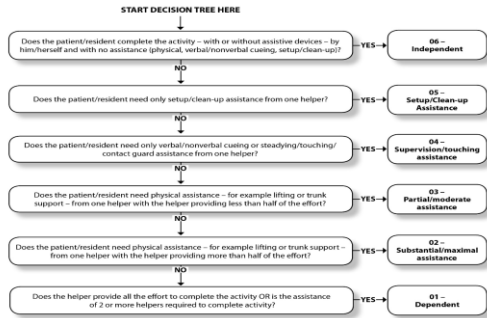 START DECISION TREE HERE
Does the patient/resident complete the activity – with or without assistive devices – by
him/herself and with no assistance (physical, verbal/nonverbal cueing, setup/clean-up)?
YES
06 –
Independent
NO
Does the patient/resident need only setup/clean-up assistance from one helper?
YES
05 –
Setup/Clean-up
Assistance
NO
Does the patient/resident need only verbal/nonverbal cueing or steadying/touching/
contact guard assistance from one helper?
YES
04 –
Supervision/touching
assistance
NO
Does the patient/resident need physical assistance – for example lifting or trunk
support – from one helper with the helper providing less than half of the effort?
YES
03 –
Partial/moderate
assistance
NO
Does the patient/resident need physical assistance – for example lifting or trunk support –
from one helper with the helper providing more than half of the effort?
YES
02 –
Substantial/maximal
assistance
NO
Does the helper provide all the effort to complete the activity OR is the assistance
of 2 or more helpers required to complete activity?
YES
01 –
Dependent